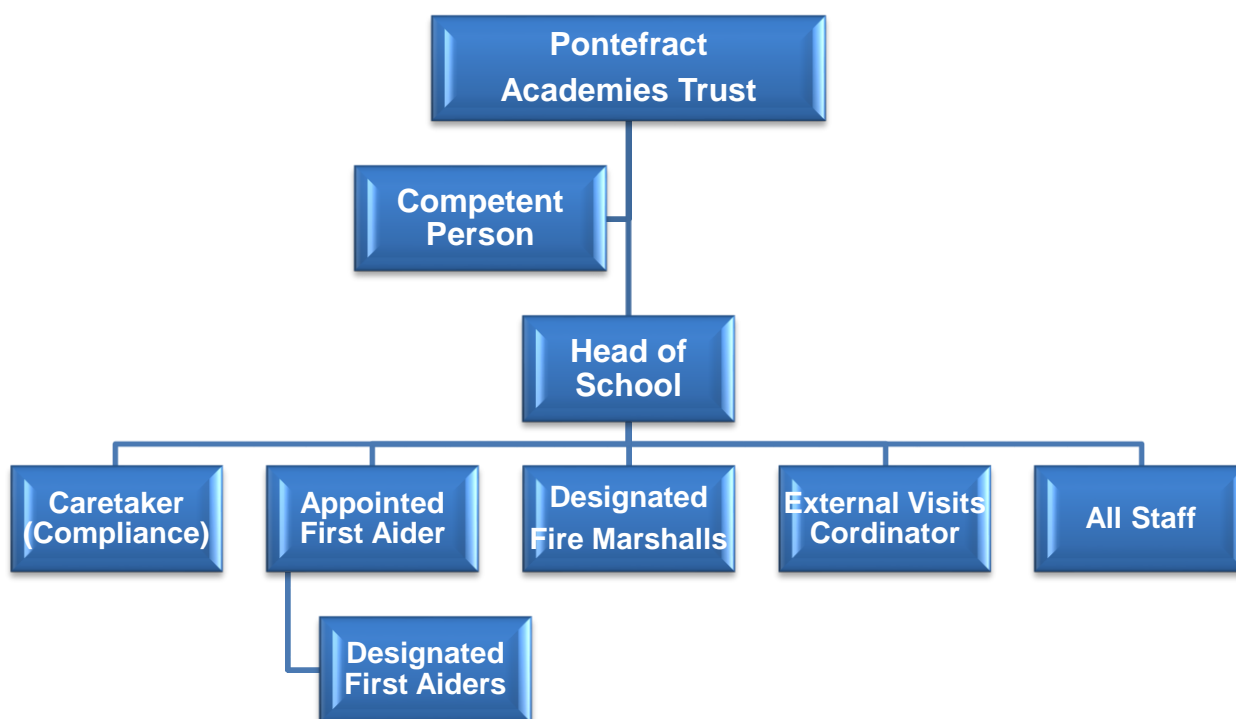 Pontefract
Academies Trust
Competent
Person
Head of
School
Caretaker
(Compliance)
Appointed
First Aider
Designated
Fire Marshalls
External Visits
Cordinator
All Staff
Designated
First Aiders